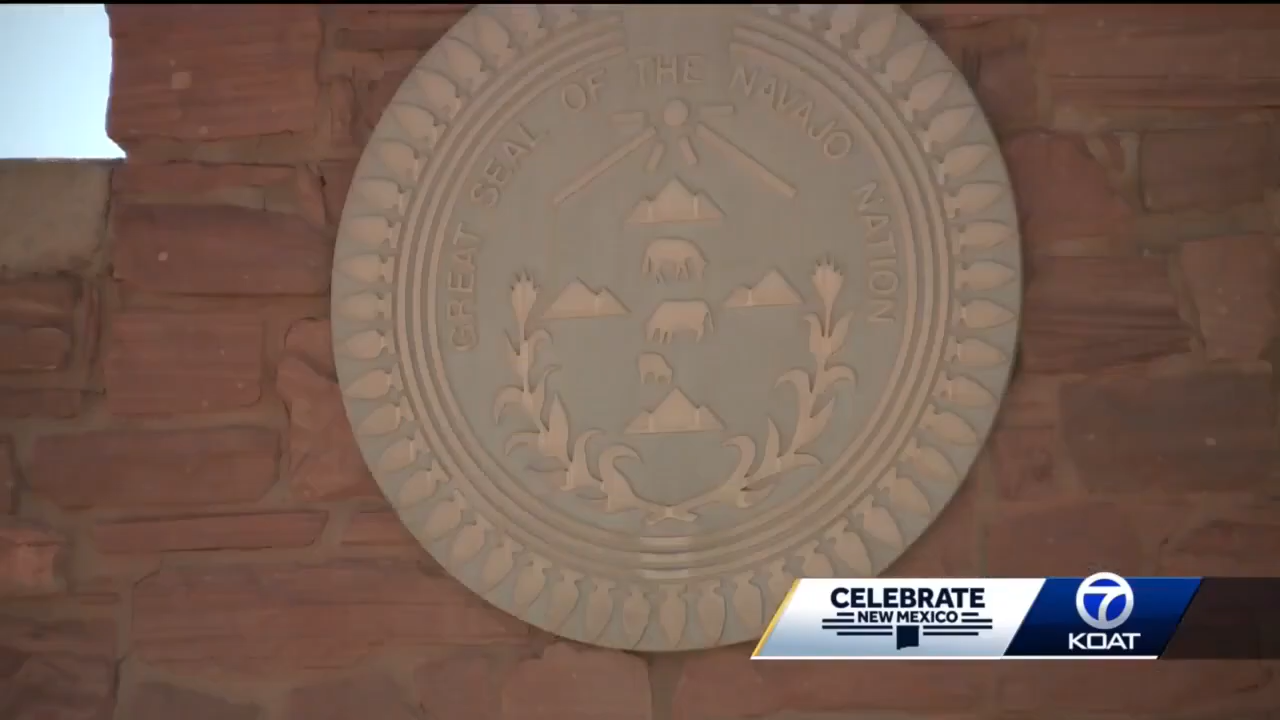 GREAT SEAL OF THE NAVAJO NATION
CELEBRATE
NEW MEXICO
7
KOAT